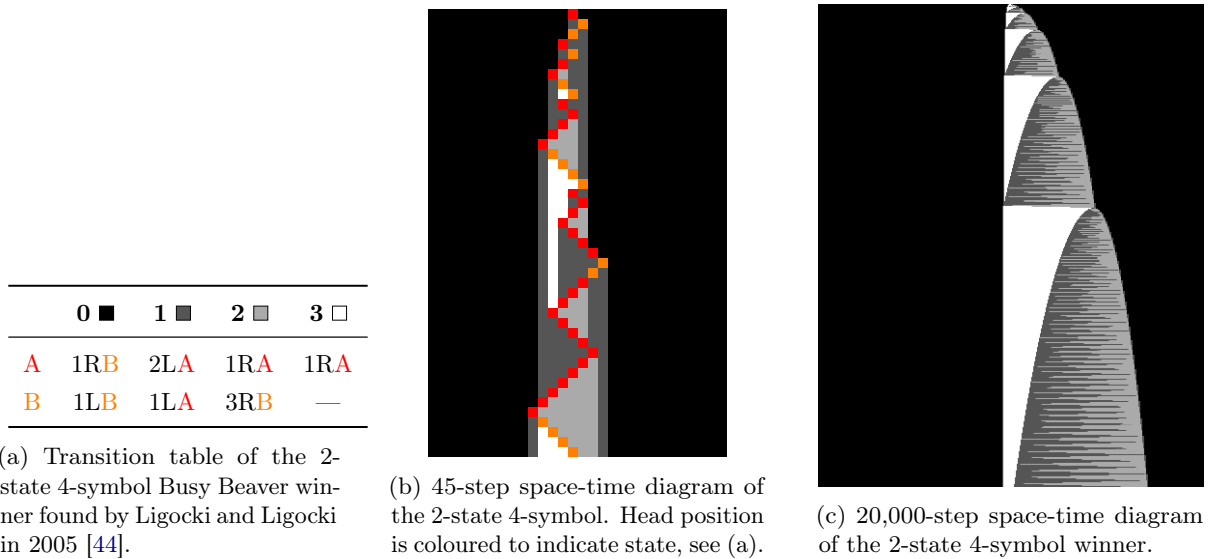 0 1 2 3
A 1RB 2LA 1RA 1RA
B 1LB 1LA 3RB —
(a) Transition table of the 2-
state 4-symbol Busy Beaver win-
ner found by Ligocki and Ligocki
in 2005 [44].
(b) 45-step space-time diagram of
the 2-state 4-symbol. Head position
is coloured to indicate state, see (a).
(c) 20,000-step space-time diagram
of the 2-state 4-symbol winner.